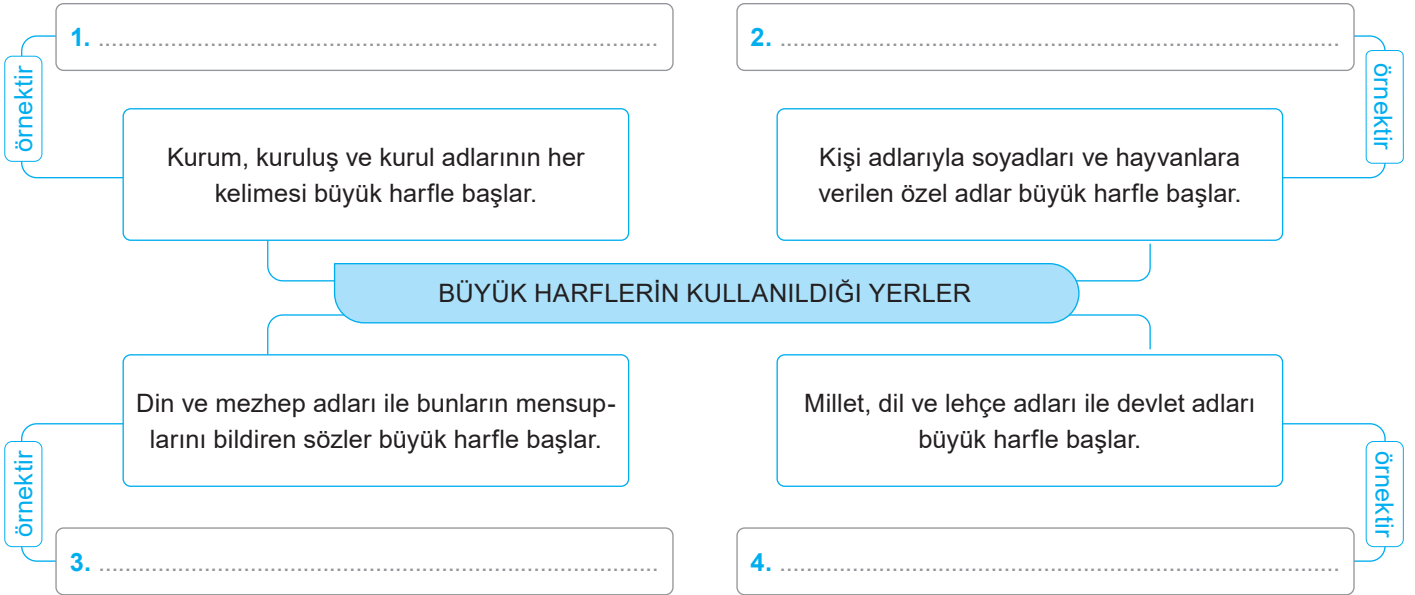 1. ......................................................................................
2. ......................................................................................
örnektir
örnektir
Kurum, kuruluş ve kurul adlarının her
kelimesi büyük harfle başlar.
Kişi adlarıyla soyadları ve hayvanlara
verilen özel adlar büyük harfle başlar.
BÜYÜK HARFLERİN KULLANILDIĞI YERLER
Din ve mezhep adları ile bunların mensup-
larını bildiren sözler büyük harfle başlar.
Millet, dil ve lehçe adları ile devlet adları
büyük harfle başlar.
örnektir
örnektir
3. ......................................................................................
4. ......................................................................................